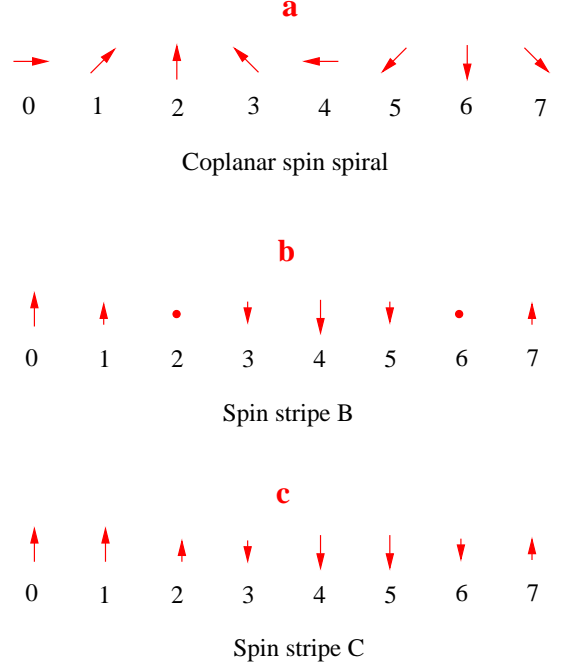 a
0 1 2 3 4 5 6 7
Coplanar spin spiral
b
0 1 2 3 4 5 6 7
Spin stripe B
c
0 1 2 3 4 5 6 7
Spin stripe C